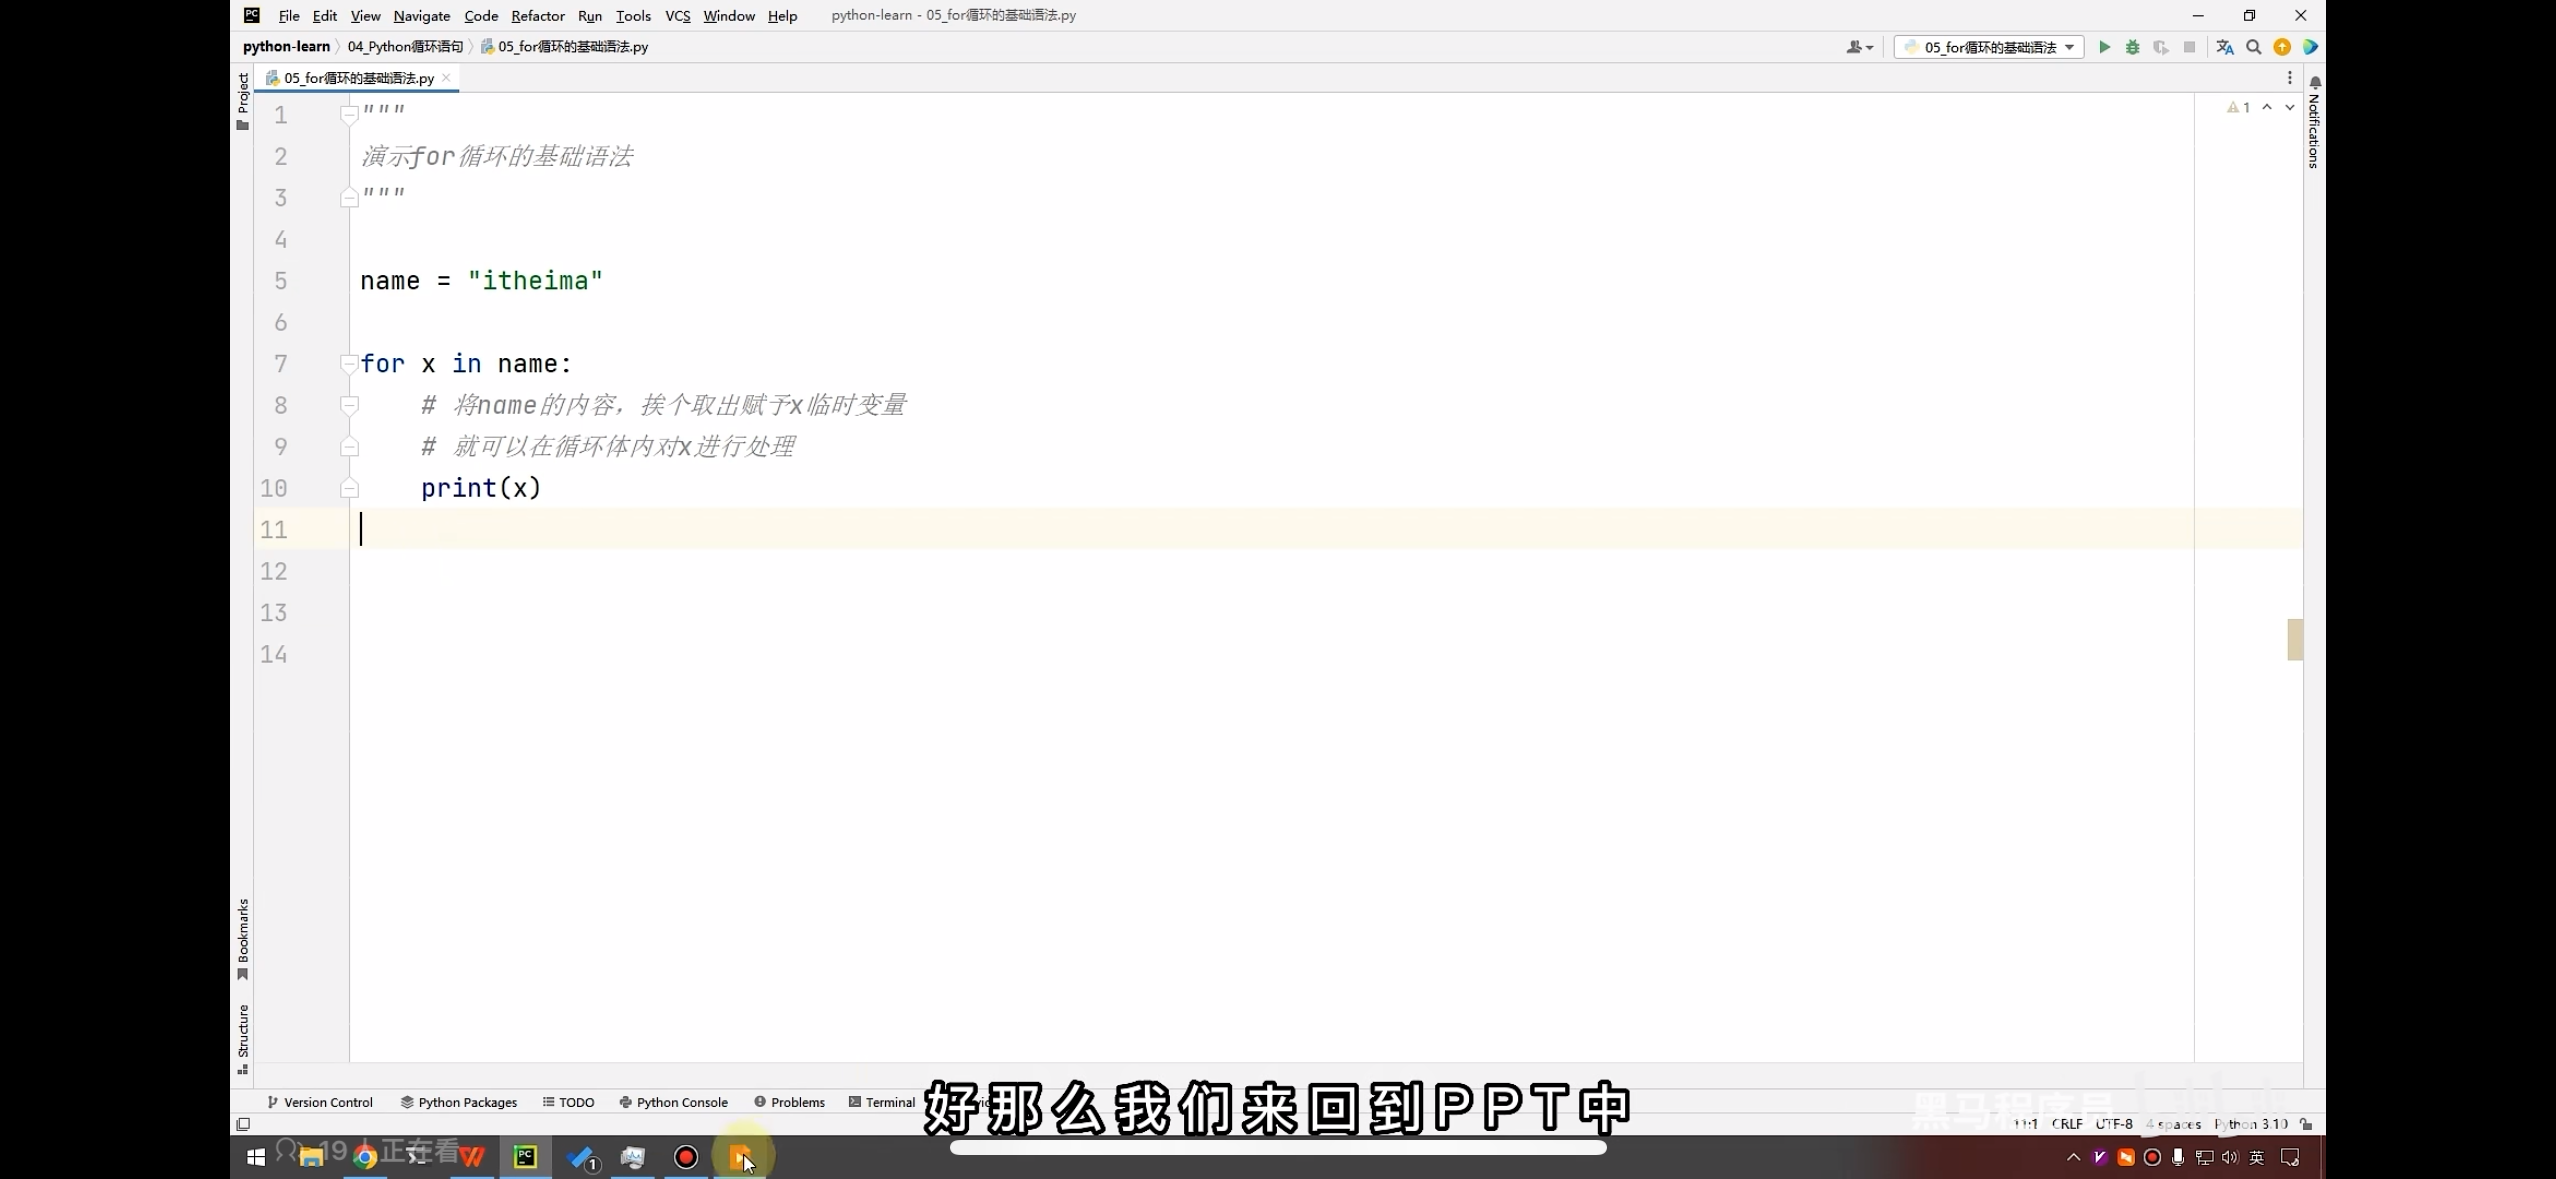 File Edit View Navigate Code Refactor Run Tools VCS Window Help python-learn - 05_for循环的基础语法.py
python-learn 04_Python循环语句 05_for循环的基础语法.py
05_for循环的基础语法
05_for循环的基础语法.py
Project
Notifications
1
1 """
2 演示for循环的基础语法
3 """
4
5 name = "itheima"
6
7 for x in name:
8 # 将name的内容，挨个取出赋予x临时变量
9 # 就可以在循环体内对x进行处理
10 print(x)
11
12
13
14
Bookmarks
Structure
Version Control Python Packages TODO Python Console Problems Terminal
好那么我们来回到PPT中
黑马程序员
11:1 CRLF UTF-8 4 spaces Python 3.10
19人正在看
1
英